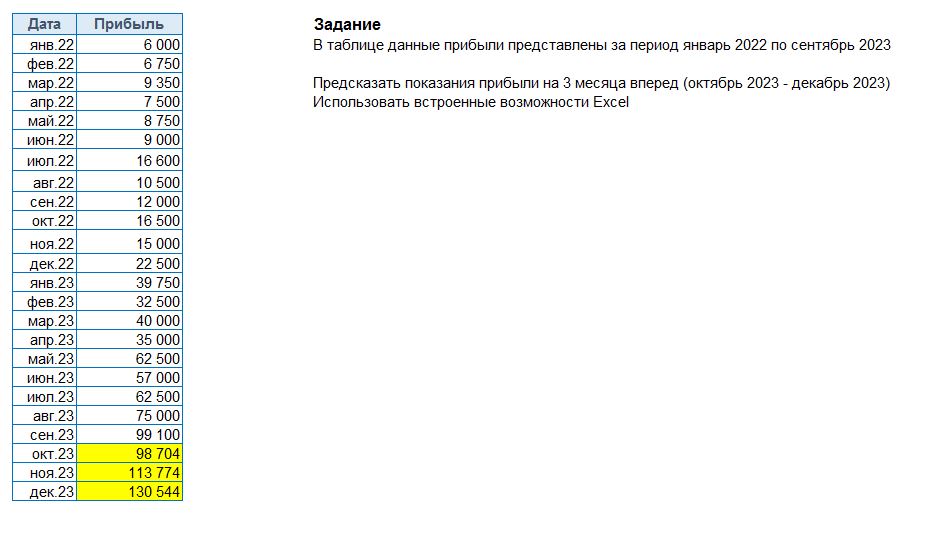 Дата Прибыль Задание
янв.22 6 000 В таблице данные прибыли представлены за период январь 2022 по сентябрь 2023
фев.22 6 750
мар.22 9 350 Предсказать показания прибыли на 3 месяца вперед (октябрь 2023 - декабрь 2023)
апр.22 7 500 Использовать встроенные возможности Excel
май.22 8 750
июн.22 9 000
июл.22 16 600
авг.22 10 500
сен.22 12 000
окт.22 16 500
ноя.22 15 000
дек.22 22 500
янв.23 39 750
фев.23 32 500
мар.23 40 000
апр.23 35 000
май.23 62 500
июн.23 57 000
июл.23 62 500
авг.23 75 000
сен.23 99 100
окт.23 98 704
ноя.23 113 774
дек.23 130 544